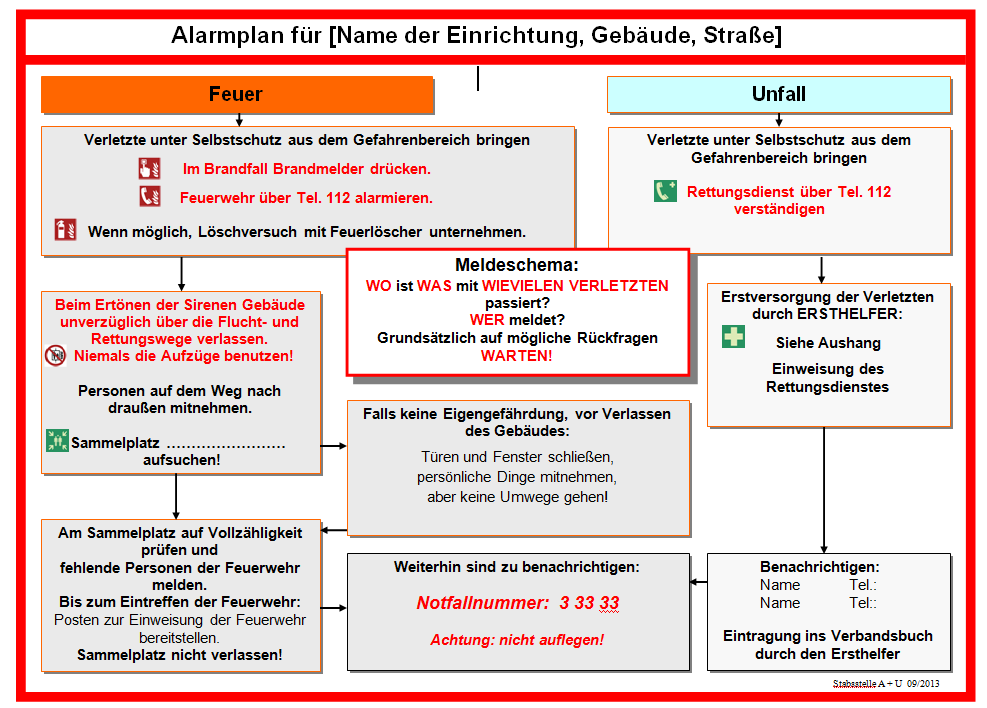 Alarmplan für [Name der Einrichtung, Gebäude, Straße]
Feuer
Verletzte unter Selbstschutz aus dem Gefahrenbereich bringen
Im Brandfall Brandmelder drücken.
Feuerwehr über Tel. 112 alarmieren.
Wenn möglich, Löschversuch mit Feuerlöscher unternehmen.
Unfall
Verletzte unter Selbstschutz aus dem
Gefahrenbereich bringen
Rettungsdienst über Tel. 112
verständigen
Meldeschema:
WO ist WAS mit WIEVIELEN VERLETZTEN
passiert?
WER meldet?
Grundsätzlich auf mögliche Rückfragen
WARTEN!
Beim Ertönen der Sirenen Gebäude
unverzüglich über die Flucht- und
Rettungswege verlassen.
Niemals die Aufzüge benutzen!
Personen auf dem Weg nach
draußen mitnehmen.
Sammelplatz ........................
aufsuchen!
Erstversorgung der Verletzten
durch ERSTHELFER:
Siehe Aushang
Einweisung des
Rettungsdienstes
Falls keine Eigengefährdung, vor Verlassen
des Gebäudes:
Türen und Fenster schließen,
persönliche Dinge mitnehmen,
aber keine Umwege gehen!
Am Sammelplatz auf Vollzähligkeit
prüfen und
fehlende Personen der Feuerwehr
melden.
Bis zum Eintreffen der Feuerwehr:
Posten zur Einweisung der Feuerwehr
bereitstellen.
Sammelplatz nicht verlassen!
Weiterhin sind zu benachrichtigen:
Notfallnummer: 3 33 33
Achtung: nicht auflegen!
Benachrichtigen:
Name Tel.:
Name Tel::
Eintragung ins Verbandsbuch
durch den Ersthelfer
Stabsstelle A + U 09/2013